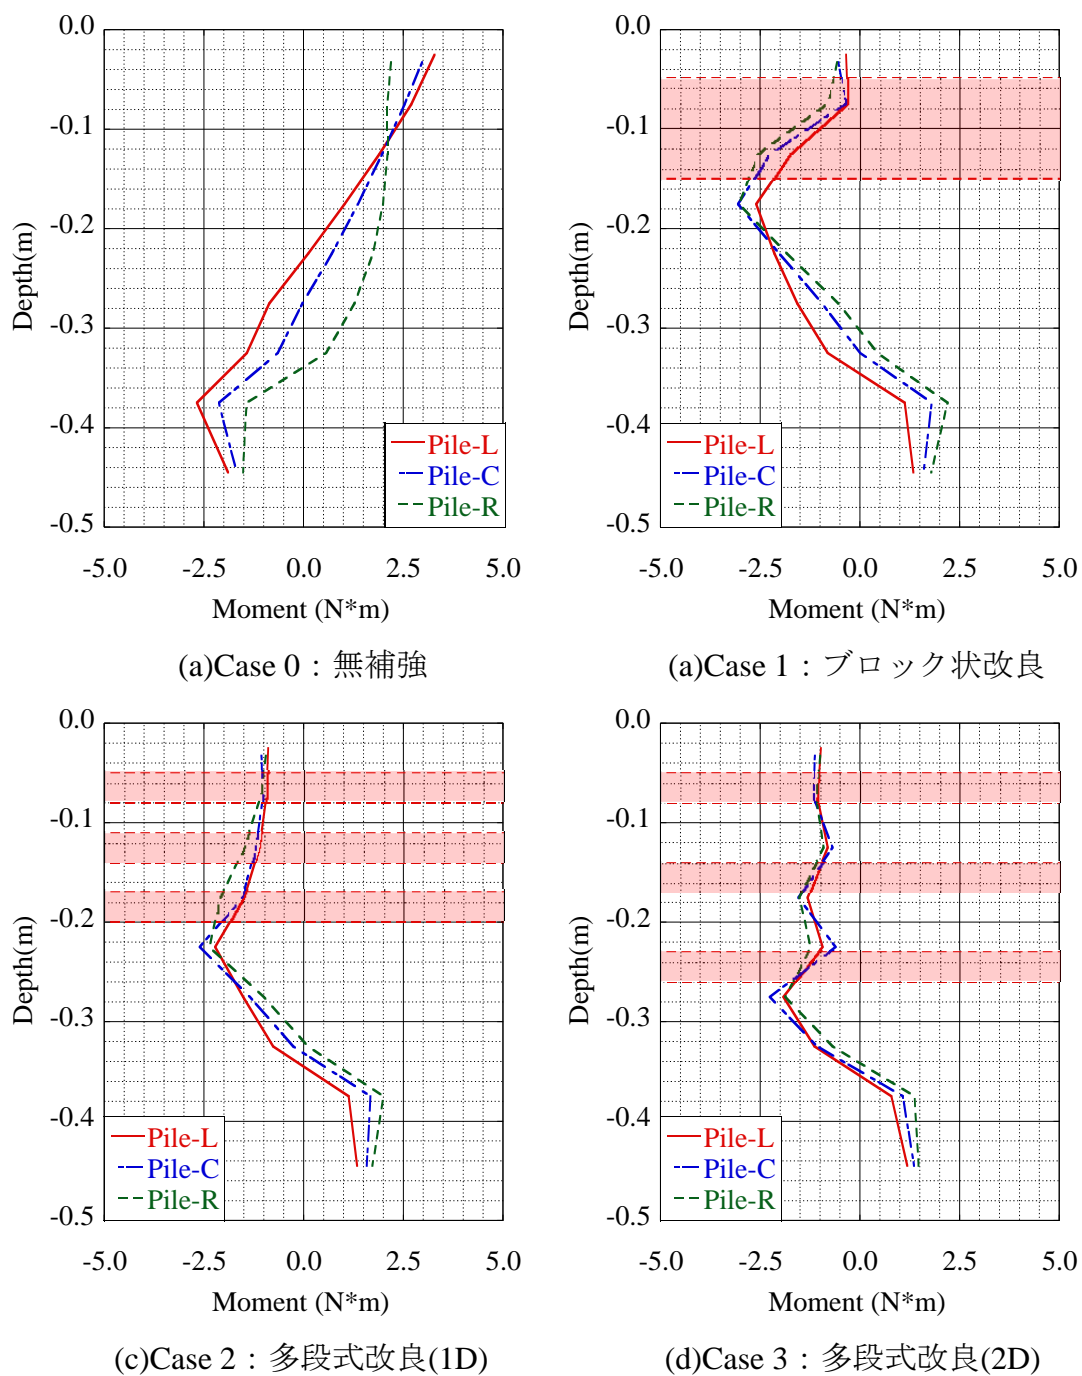 0.0
-0.1
-0.2
-0.3
-0.4
-0.5
Depth(m)
Pile-L
Pile-C
Pile-R
-5.0 -2.5 0.0 2.5 5.0
Moment (N*m)
(a)Case 0：無補強
0.0
-0.1
-0.2
-0.3
-0.4
-0.5
Depth(m)
Pile-L
Pile-C
Pile-R
-5.0 -2.5 0.0 2.5 5.0
Moment (N*m)
(a)Case 1：ブロック状改良
0.0
-0.1
-0.2
-0.3
-0.4
-0.5
Depth(m)
Pile-L
Pile-C
Pile-R
-5.0 -2.5 0.0 2.5 5.0
Moment (N*m)
(c)Case 2：多段式改良(1D)
0.0
-0.1
-0.2
-0.3
-0.4
-0.5
Depth(m)
Pile-L
Pile-C
Pile-R
-5.0 -2.5 0.0 2.5 5.0
Moment (N*m)
(d)Case 3：多段式改良(2D)